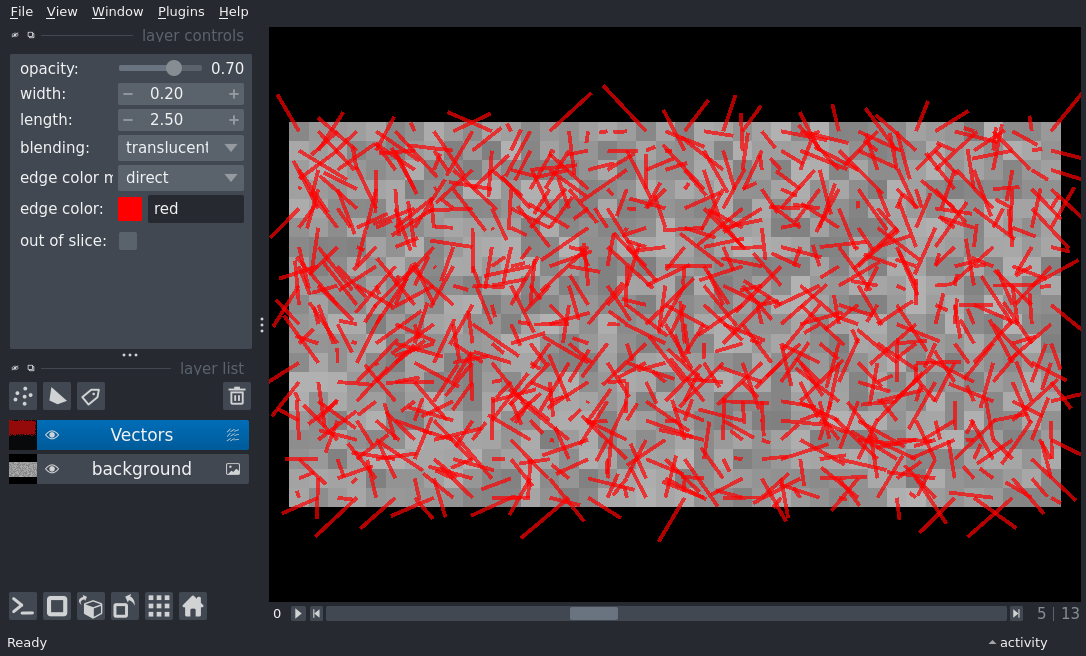 File View Window Plugins Help
layer controls
opacity: 0.70
width: − 0.20 +
length: − 2.50 +
blending: translucent
edge color m direct
edge color: red
out of slice:
layer list
Vectors
background
0 5 | 13
Ready activity